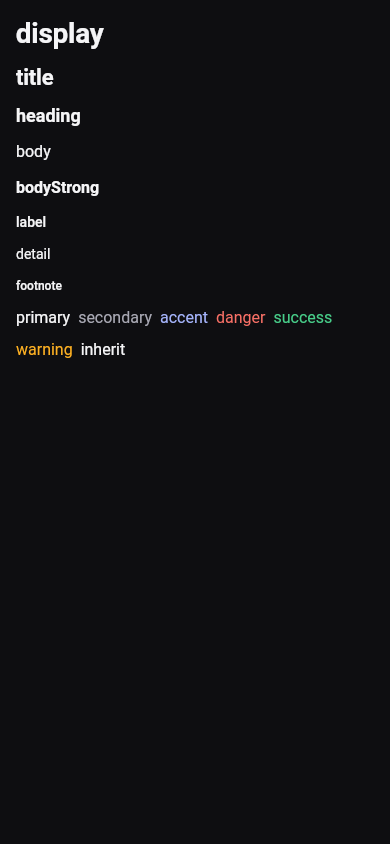 display
title
heading
body
bodyStrong
label
detail
footnote
primary secondary accent danger success
warning inherit